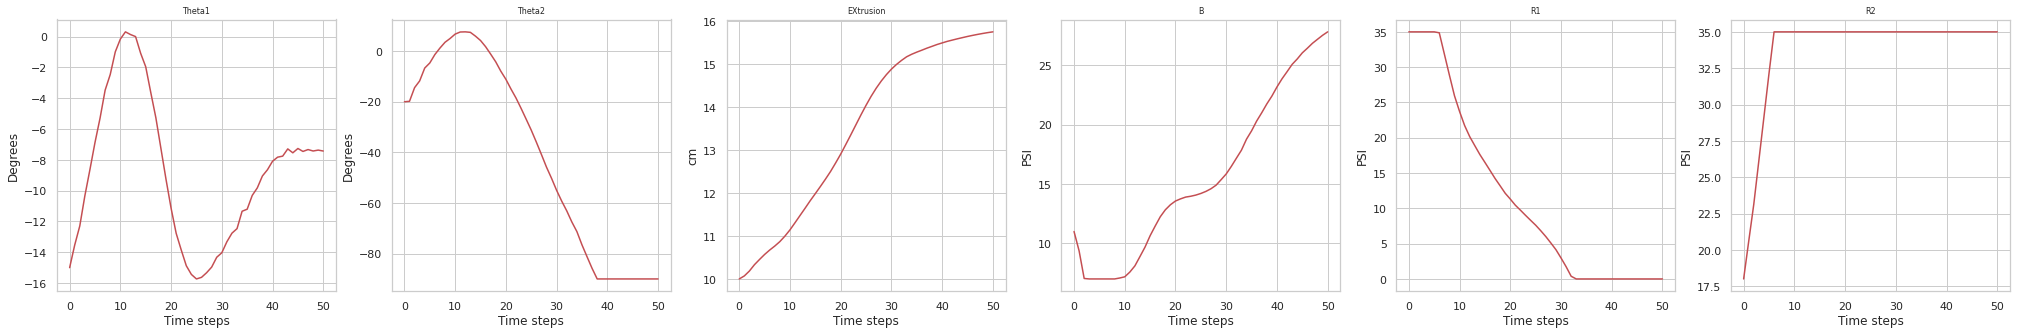 Theta1
Degrees
0
−2
−4
−6
−8
−10
−12
−14
−16
0 10 20 30 40 50
Time steps
Theta2
Degrees
0
−20
−40
−60
−80
0 10 20 30 40 50
Time steps
EXtrusion
cm
16
15
14
13
12
11
10
0 10 20 30 40 50
Time steps
B
PSI
25
20
15
10
0 10 20 30 40 50
Time steps
R1
PSI
35
30
25
20
15
10
5
0
0 10 20 30 40 50
Time steps
R2
PSI
35.0
32.5
30.0
27.5
25.0
22.5
20.0
17.5
0 10 20 30 40 50
Time steps